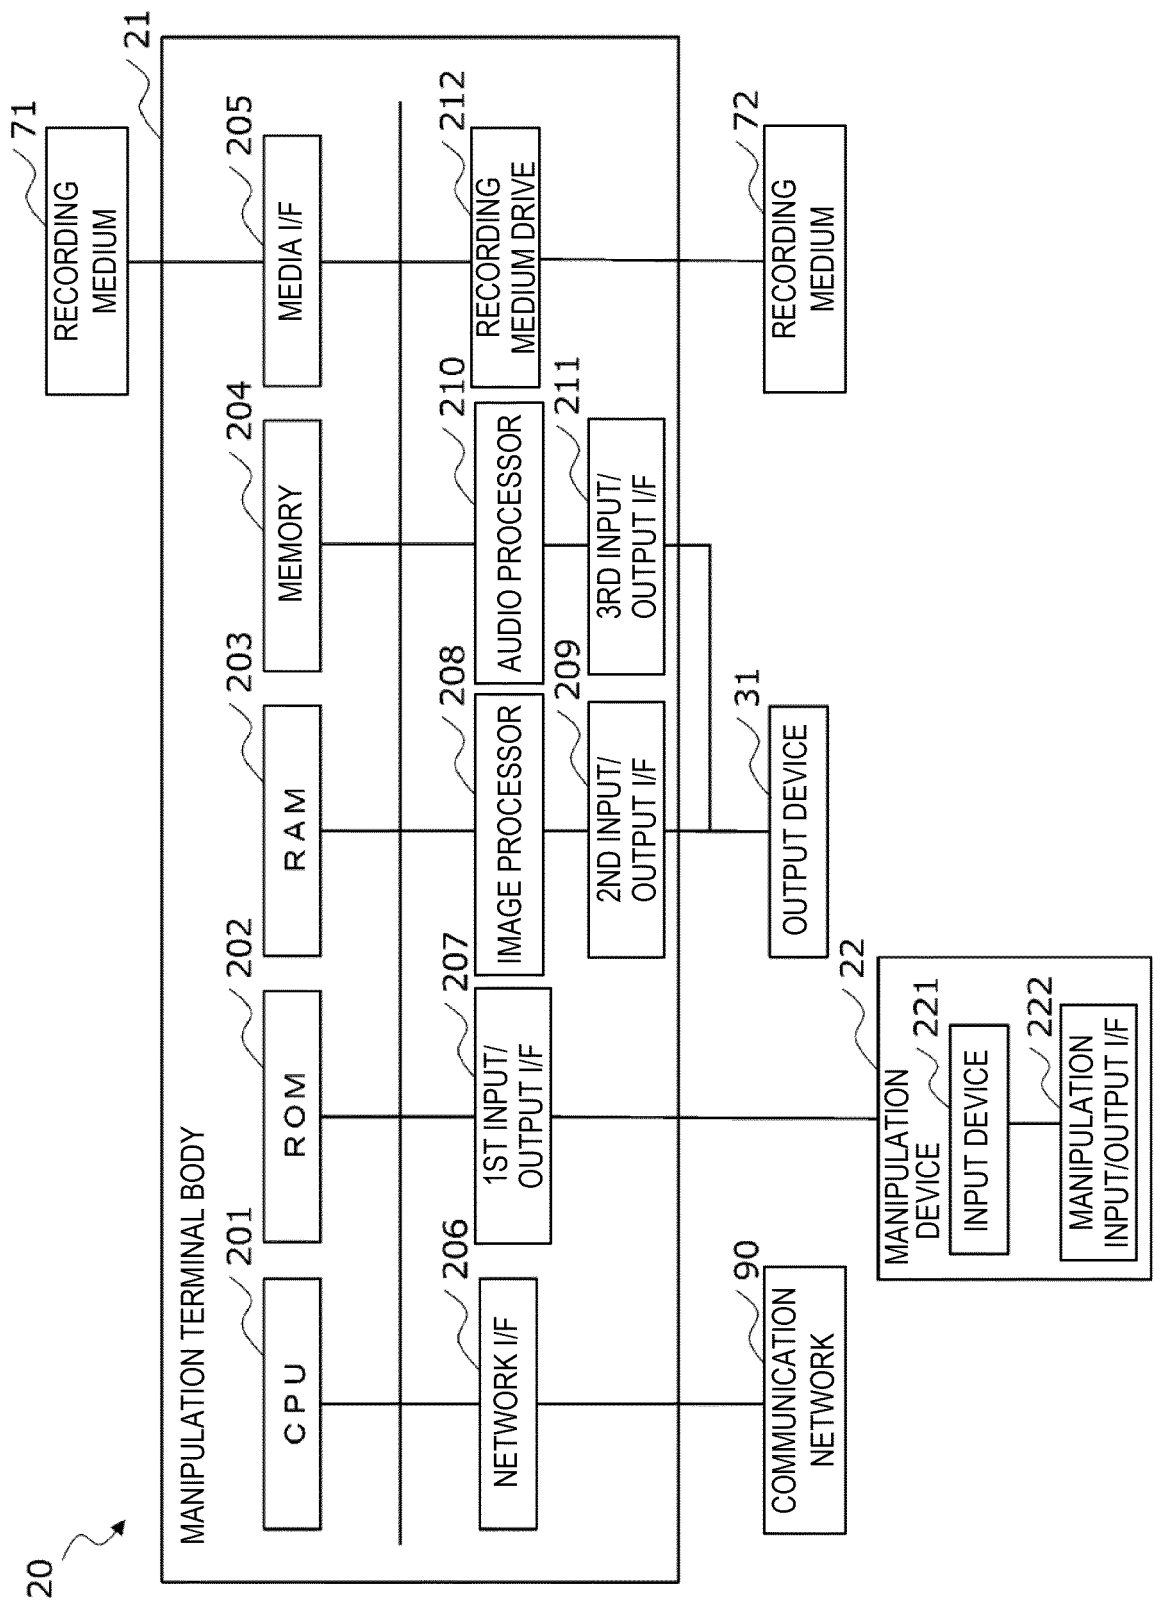 20
71
RECORDING
MEDIUM
21
MANIPULATION TERMINAL BODY
201
CPU
202
ROM
203
RAM
204
MEMORY
205
MEDIA I/F
206
NETWORK I/F
207
1ST INPUT/
OUTPUT I/F
208
IMAGE PROCESSOR
210
AUDIO PROCESSOR
212
RECORDING
MEDIUM DRIVE
209
2ND INPUT/
OUTPUT I/F
211
3RD INPUT/
OUTPUT I/F
90
COMMUNICATION
NETWORK
31
OUTPUT DEVICE
72
RECORDING
MEDIUM
22
MANIPULATION
DEVICE
221
INPUT DEVICE
222
MANIPULATION
INPUT/OUTPUT I/F